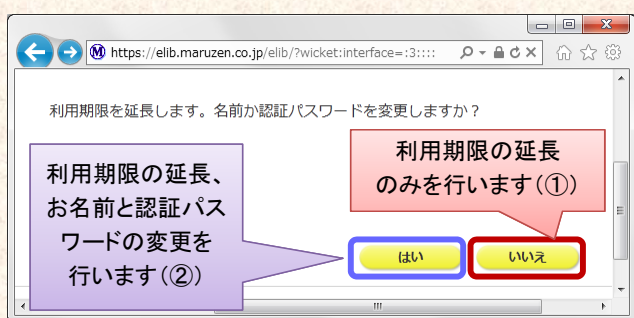 https://elib.maruzen.co.jp/elib/?wicket:interface=:3::::
利用期限を延長します。名前か認証パスワードを変更しますか？
利用期限の延長
のみを行います(①)
利用期限の延長、
お名前と認証パス
ワードの変更を
行います(②)
はい
いいえ